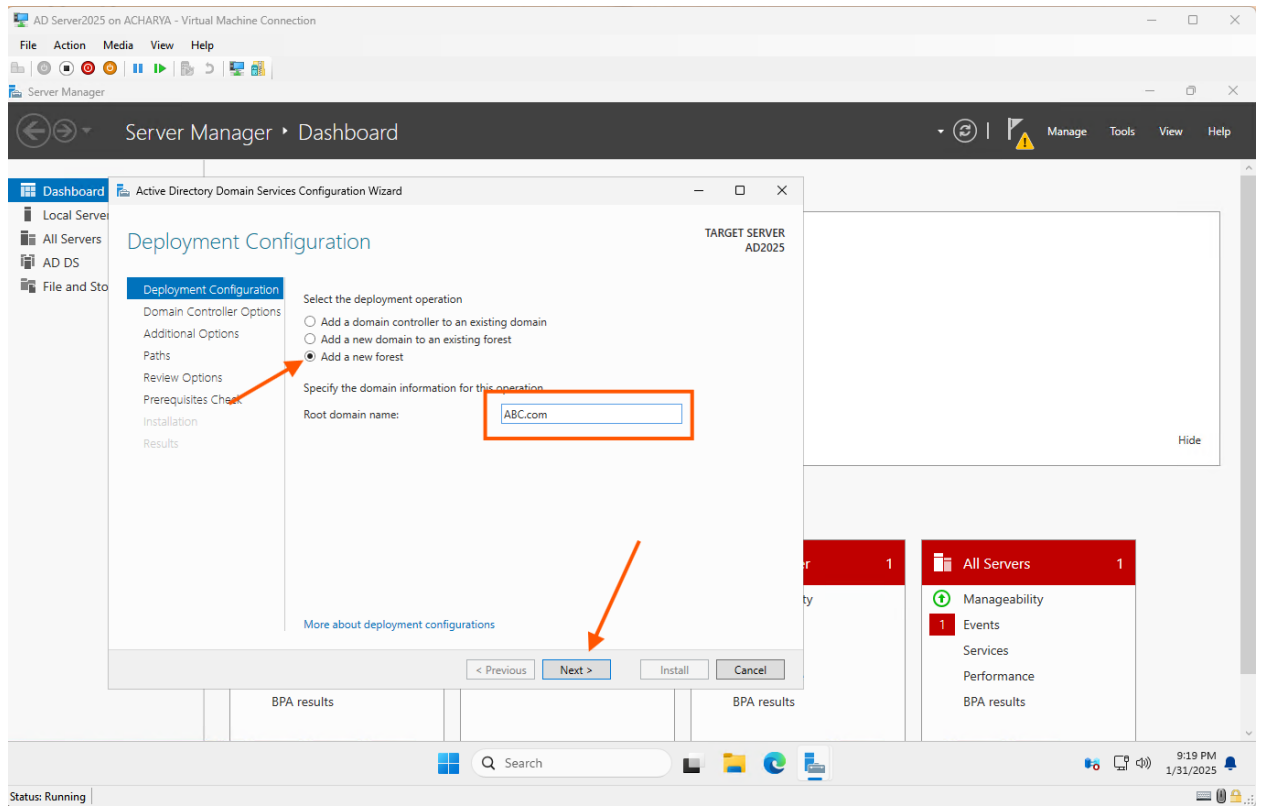 AD Server2025 on ACHARYA - Virtual Machine Connection
File Action Media View Help
Server Manager
Server Manager • Dashboard
Manage Tools View Help
Dashboard
Local Server
All Servers
AD DS
File and Sto
Active Directory Domain Services Configuration Wizard
Deployment Configuration
TARGET SERVER
AD2025
Deployment Configuration
Domain Controller Options
Additional Options
Paths
Review Options
Prerequisites Check
Installation
Results
Select the deployment operation
Add a domain controller to an existing domain
Add a new domain to an existing forest
Add a new forest
Specify the domain information for this operation
Root domain name: ABC.com
More about deployment configurations
< Previous Next > Install Cancel
Hide
BPA results
r 1
ty
BPA results
All Servers 1
Manageability
1 Events
Services
Performance
BPA results
Search
9:19 PM
1/31/2025
Status: Running